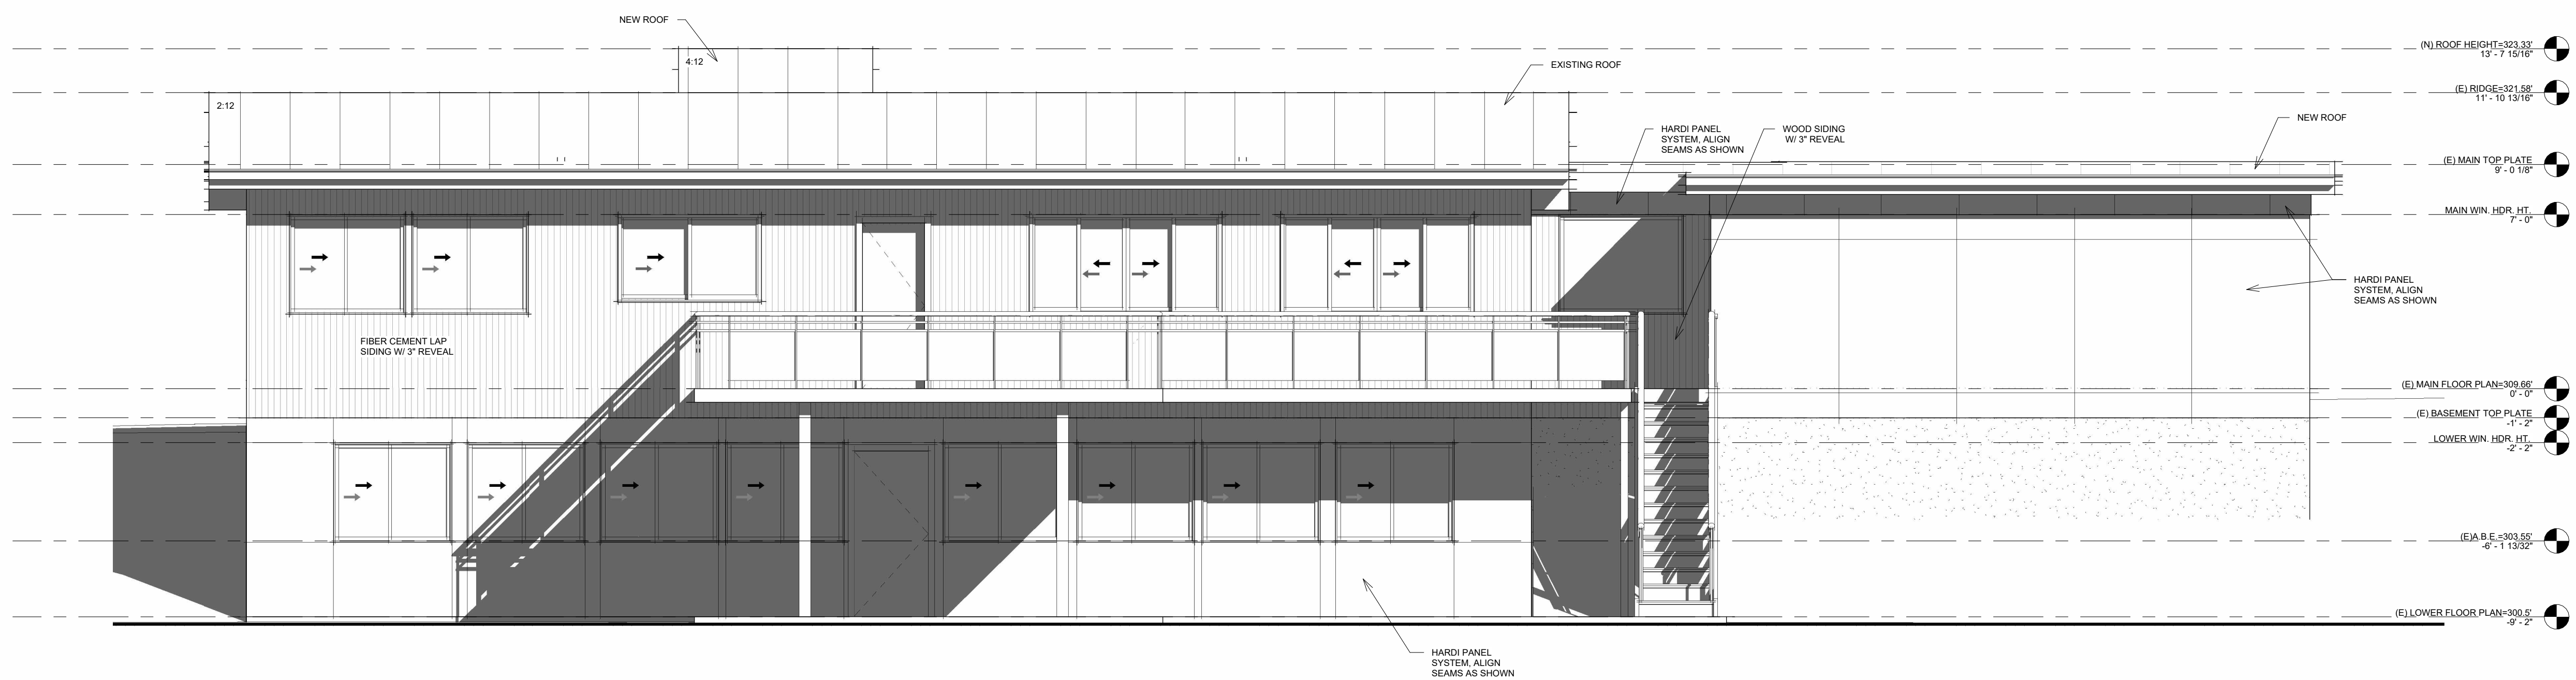 NEW ROOF
(N) ROOF HEIGHT=323.33'
13' - 7 15/16"
4:12
EXISTING ROOF
(E) RIDGE=321.58'
11' - 10 13/16"
2:12
NEW ROOF
HARDI PANEL
SYSTEM, ALIGN
SEAMS AS SHOWN
WOOD SIDING
W/ 3" REVEAL
(E) MAIN TOP PLATE
9' - 0 1/8"
MAIN WIN. HDR. HT.
7' - 0"
HARDI PANEL
SYSTEM, ALIGN
SEAMS AS SHOWN
FIBER CEMENT LAP
SIDING W/ 3" REVEAL
(E) MAIN FLOOR PLAN=309.66'
0' - 0"
(E) BASEMENT TOP PLATE
-1' - 2"
LOWER WIN. HDR. HT.
-2' - 2"
(E)A.B.E.=303.55'
-6' - 1 13/32"
(E) LOWER FLOOR PLAN=300.5'
-9' - 2"
HARDI PANEL
SYSTEM, ALIGN
SEAMS AS SHOWN